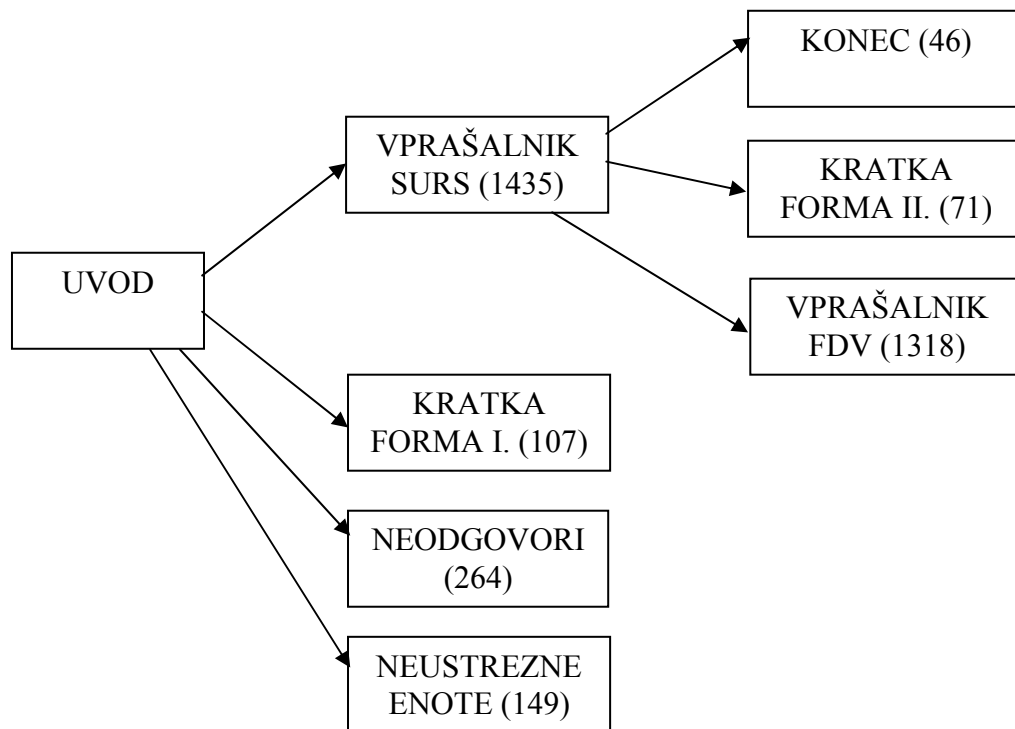 KONEC (46)
VPRAŠALNIK
SURS (1435)
KRATKA
FORMA II. (71)
UVOD
VPRAŠALNIK
FDV (1318)
KRATKA
FORMA I. (107)
NEODGOVORI
(264)
NEUSTREZNE
ENOTE (149)